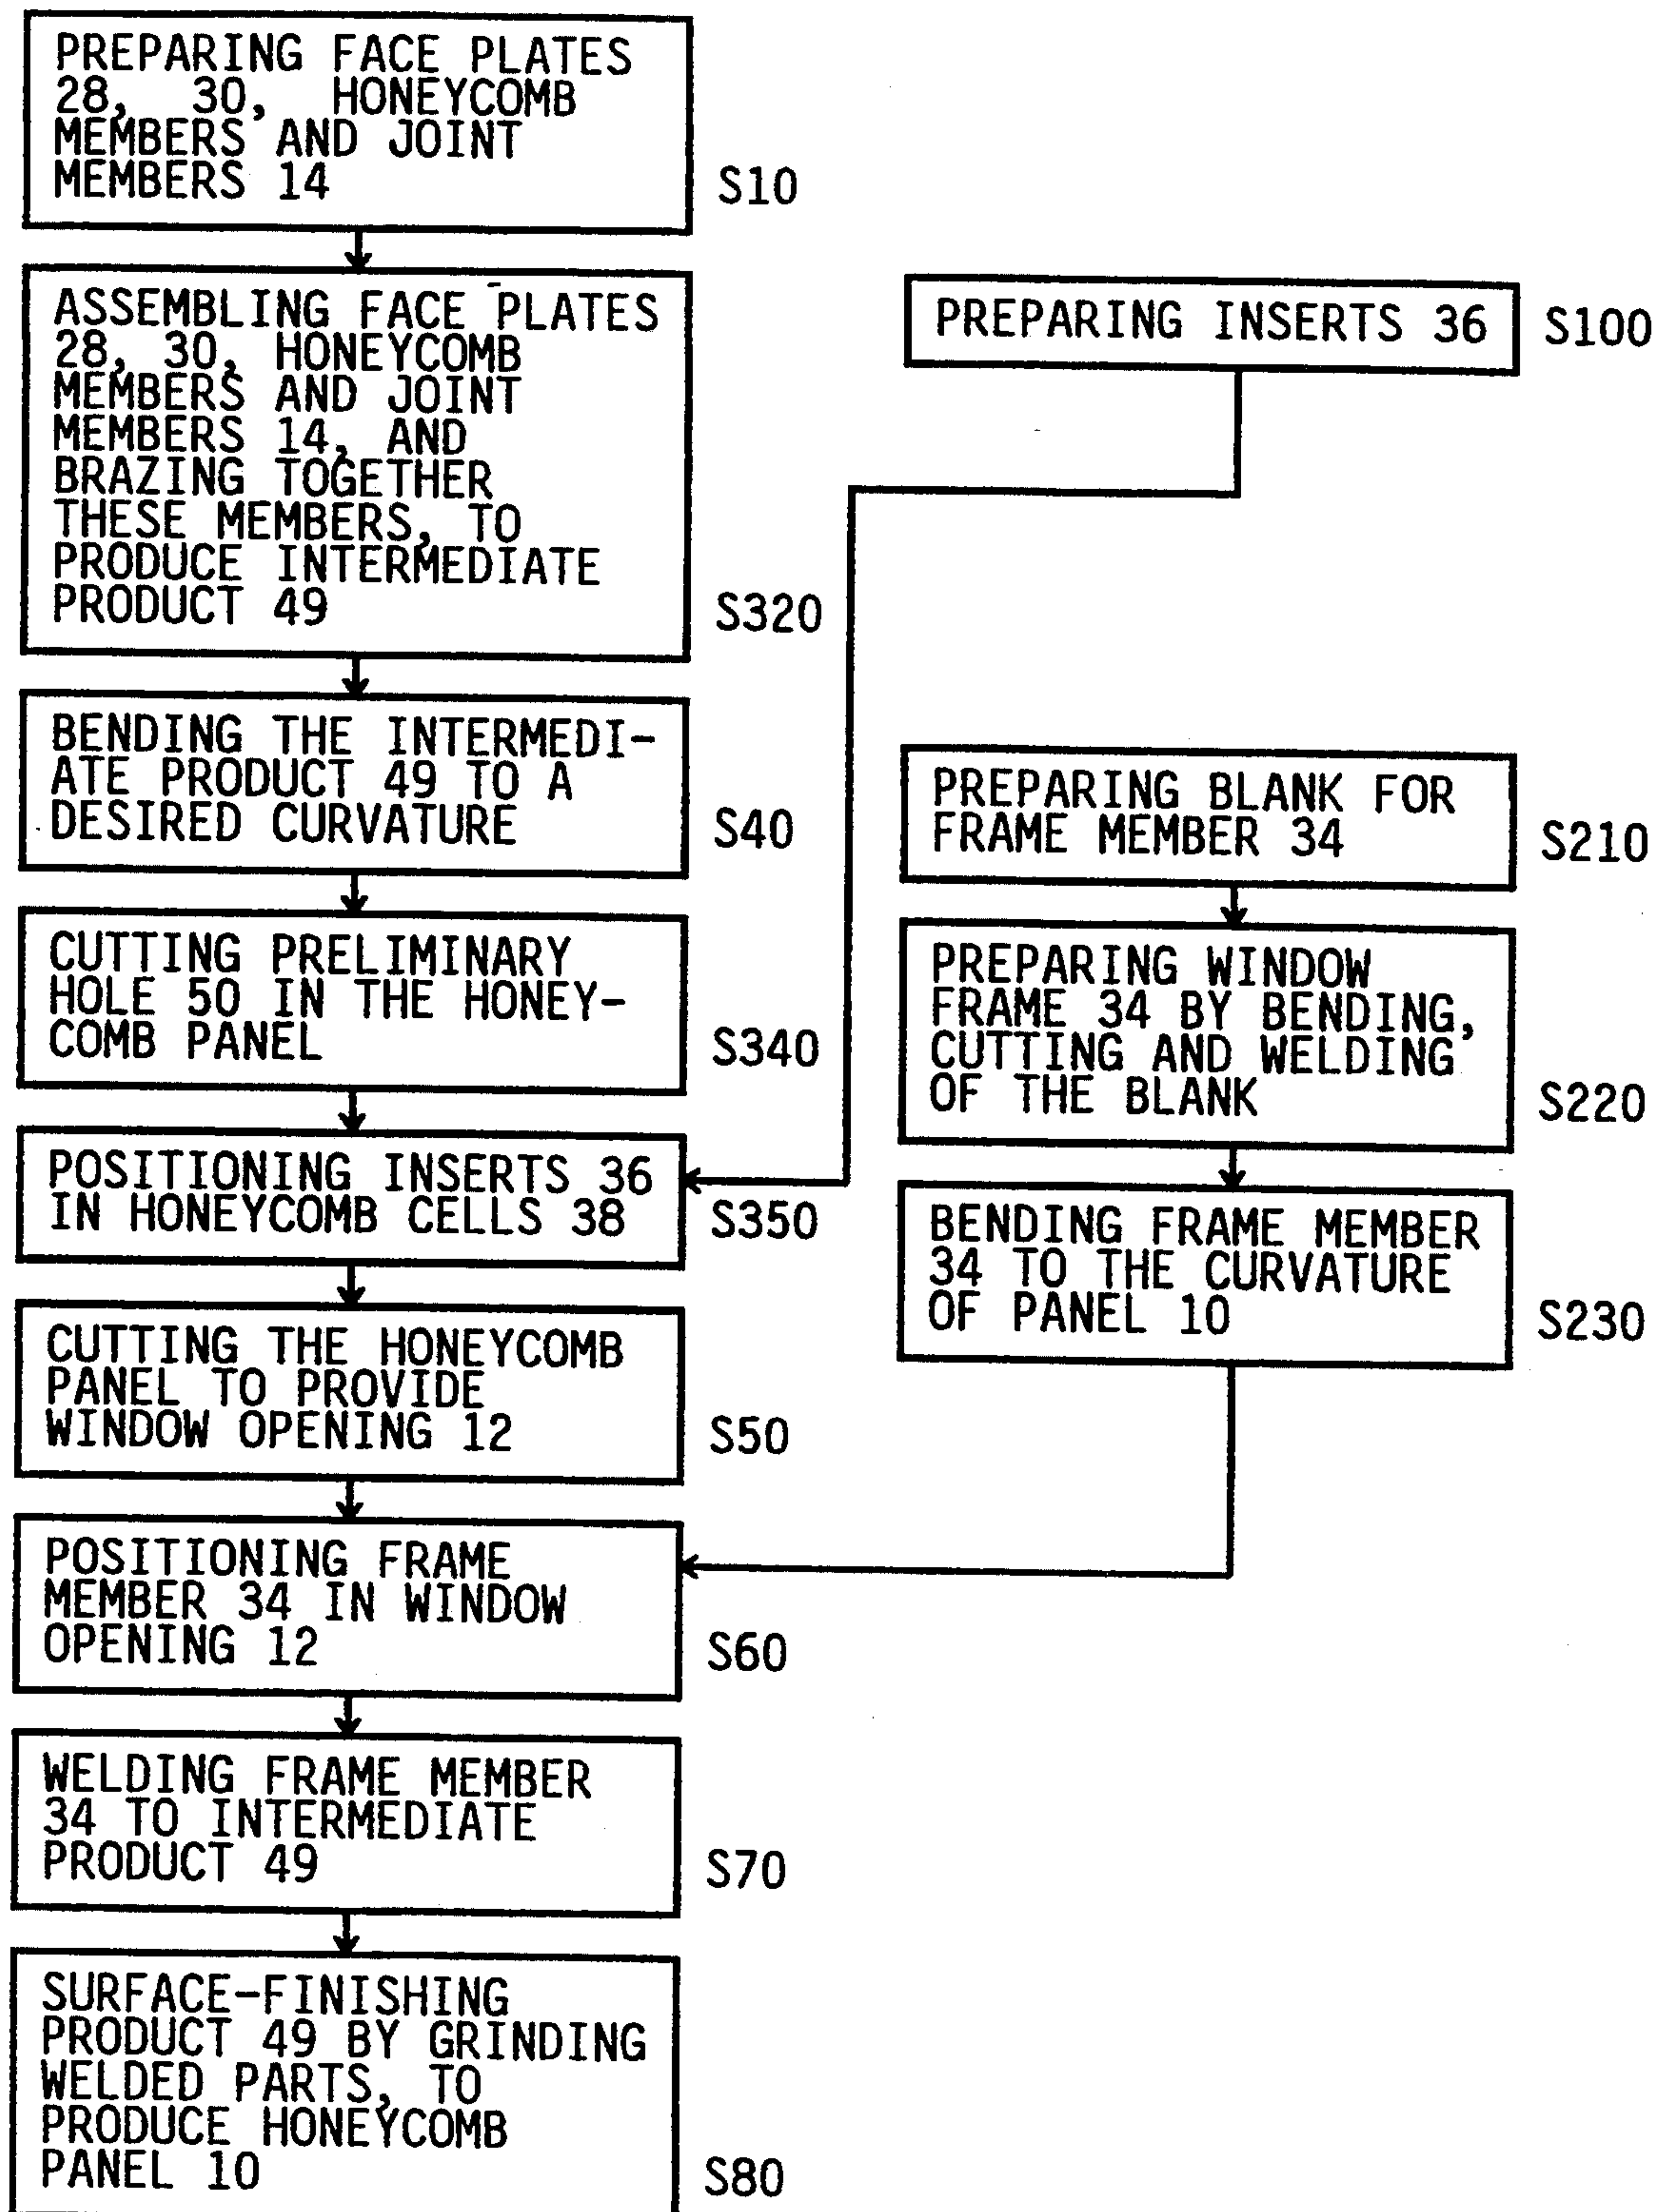 PREPARING FACE PLATES
28, 30, HONEYCOMB
MEMBERS AND JOINT
MEMBERS 14
S10
ASSEMBLING FACE PLATES
28, 30, HONEYCOMB
MEMBERS AND JOINT
MEMBERS 14, AND
BRAZING TOGETHER
THESE MEMBERS, TO
PRODUCE INTERMEDIATE
PRODUCT 49
S320
BENDING THE INTERMEDI-
ATE PRODUCT 49 TO A
DESIRED CURVATURE
S40
CUTTING PRELIMINARY
HOLE 50 IN THE HONEY-
COMB PANEL
S340
POSITIONING INSERTS 36
IN HONEYCOMB CELLS 38
S350
CUTTING THE HONEYCOMB
PANEL TO PROVIDE
WINDOW OPENING 12
S50
POSITIONING FRAME
MEMBER 34 IN WINDOW
OPENING 12
S60
WELDING FRAME MEMBER
34 TO INTERMEDIATE
PRODUCT 49
S70
SURFACE-FINISHING
PRODUCT 49 BY GRINDING
WELDED PARTS, TO
PRODUCE HONEYCOMB
PANEL 10
S80
PREPARING INSERTS 36
S100
PREPARING BLANK FOR
FRAME MEMBER 34
S210
PREPARING WINDOW
FRAME 34 BY BENDING,
CUTTING AND WELDING
OF THE BLANK
S220
BENDING FRAME MEMBER
34 TO THE CURVATURE
OF PANEL 10
S230